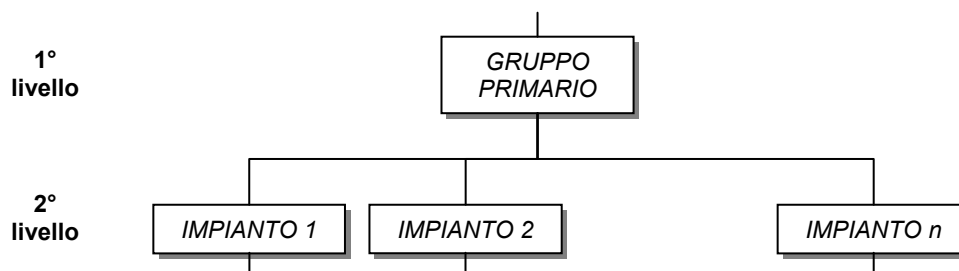 1°
livello
GRUPPO
PRIMARIO
2°
livello
IMPIANTO 1
IMPIANTO 2
IMPIANTO n